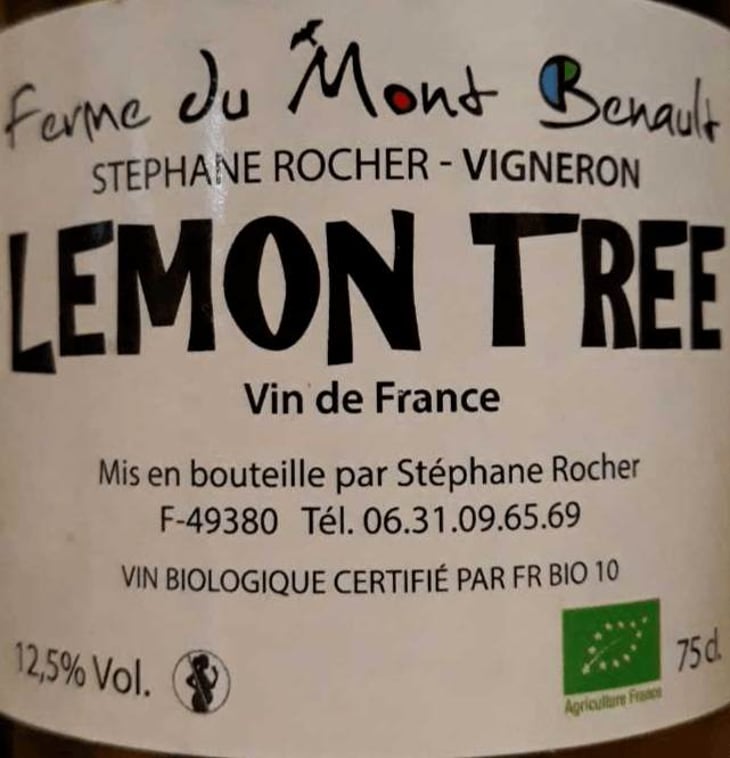 Ferme du Mont Benault
STEPHANE ROCHER - VIGNERON
LEMON TREE
Vin de France
Mis en bouteille par Stéphane Rocher
F-49380 Tél. 06.31.09.65.69
VIN BIOLOGIQUE CERTIFIÉ PAR FR BIO 10
12,5% Vol.
75cl.
Agriculture France